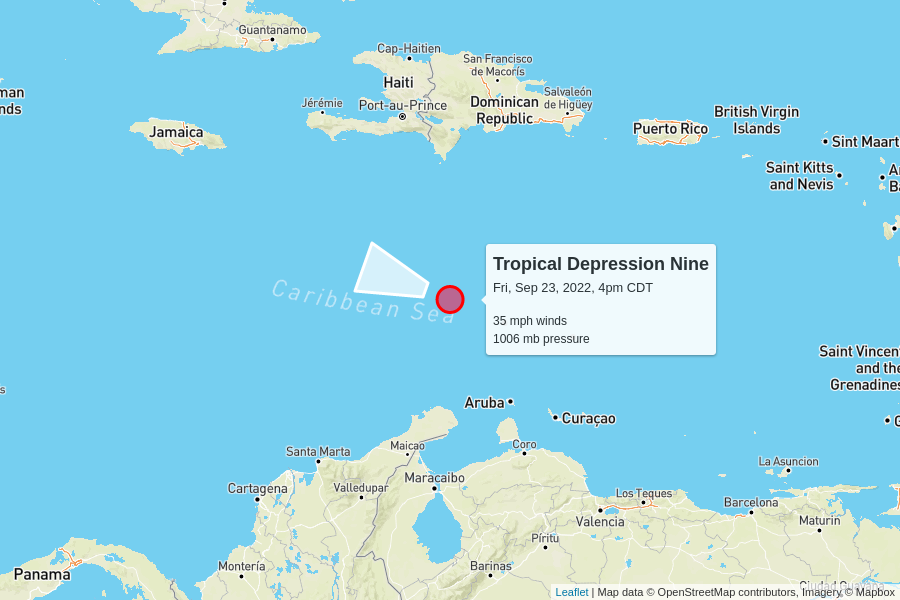 Guantanamo
Cap-Haitien
San Francisco
de Macorís
man
nds
Haiti
Jérémie
Port-au-Prince
Dominican
Republic
Salvaleón
de Higüey
Jamaica
Puerto Rico
British Virgin
Islands
Sint Maart
Saint Kitts
and Nevis
Caribbean Sea
Tropical Depression Nine
Fri, Sep 23, 2022, 4pm CDT
35 mph winds
1006 mb pressure
Saint Vincent
and the
Grenadines
s
Aruba
Curaçao
G
Santa Marta
Maicao
Coro
La Asuncion
Cartagena
Valledupar
Maracaibo
Los Teques
Barcelona
Valencia
Maturin
Píritu
Panama
Montería
Barinas
Ciudad Guayana
Leaflet | Map data © OpenStreetMap contributors, Imagery © Mapbox